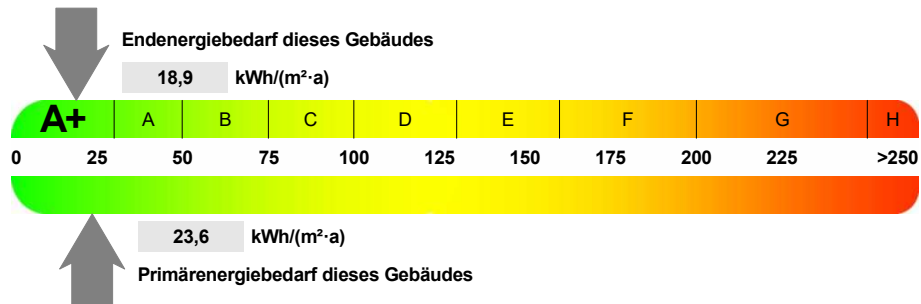 Endenergiebedarf dieses Gebäudes
18,9 kWh/(m²·a)
A+ A B C D E F G H
0 25 50 75 100 125 150 175 200 225 >250
23,6 kWh/(m²·a)
Primärenergiebedarf dieses Gebäudes